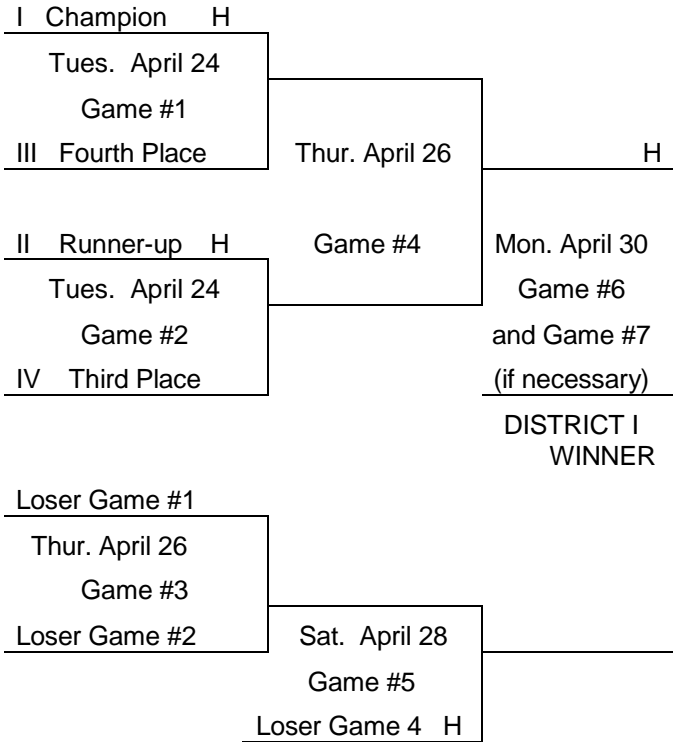 I Champion H
Tues. April 24
Game #1
III Fourth Place
Thur. April 26
H
II Runner-up H
Game #4
Mon. April 30
Tues. April 24
Game #6
Game #2
and Game #7
IV Third Place
(if necessary)
DISTRICT I
WINNER
Loser Game #1
Thur. April 26
Game #3
Loser Game #2
Sat. April 28
Game #5
Loser Game 4 H